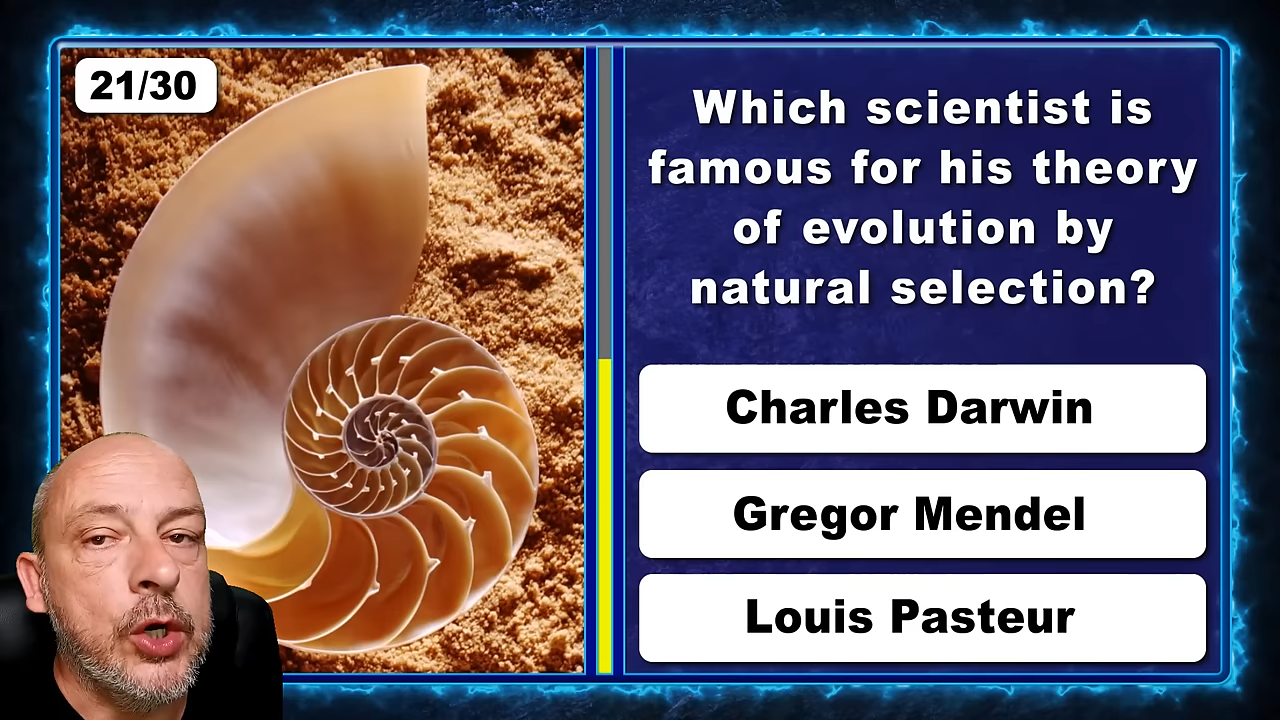 21/30
Which scientist is
famous for his theory
of evolution by
natural selection?
Charles Darwin
Gregor Mendel
Louis Pasteur